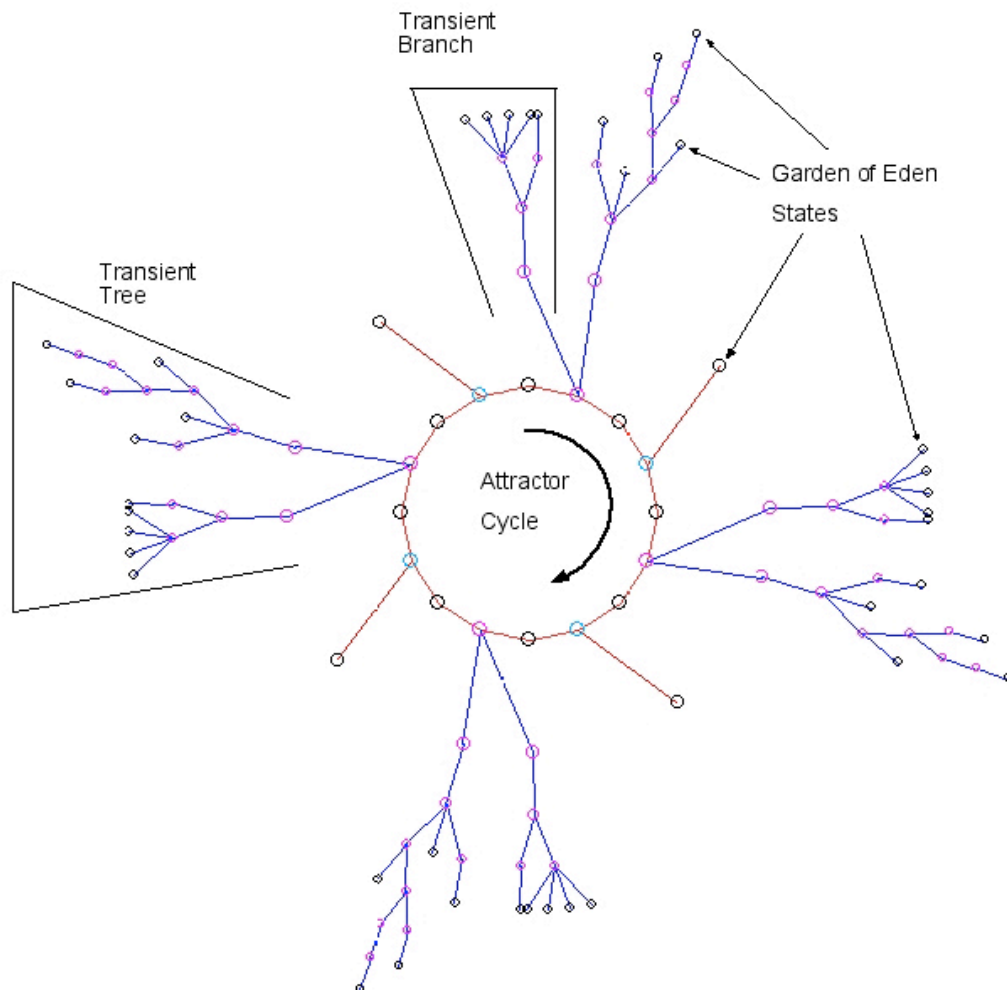 Transient
Branch
Garden of Eden
States
Transient
Tree
Attractor
Cycle